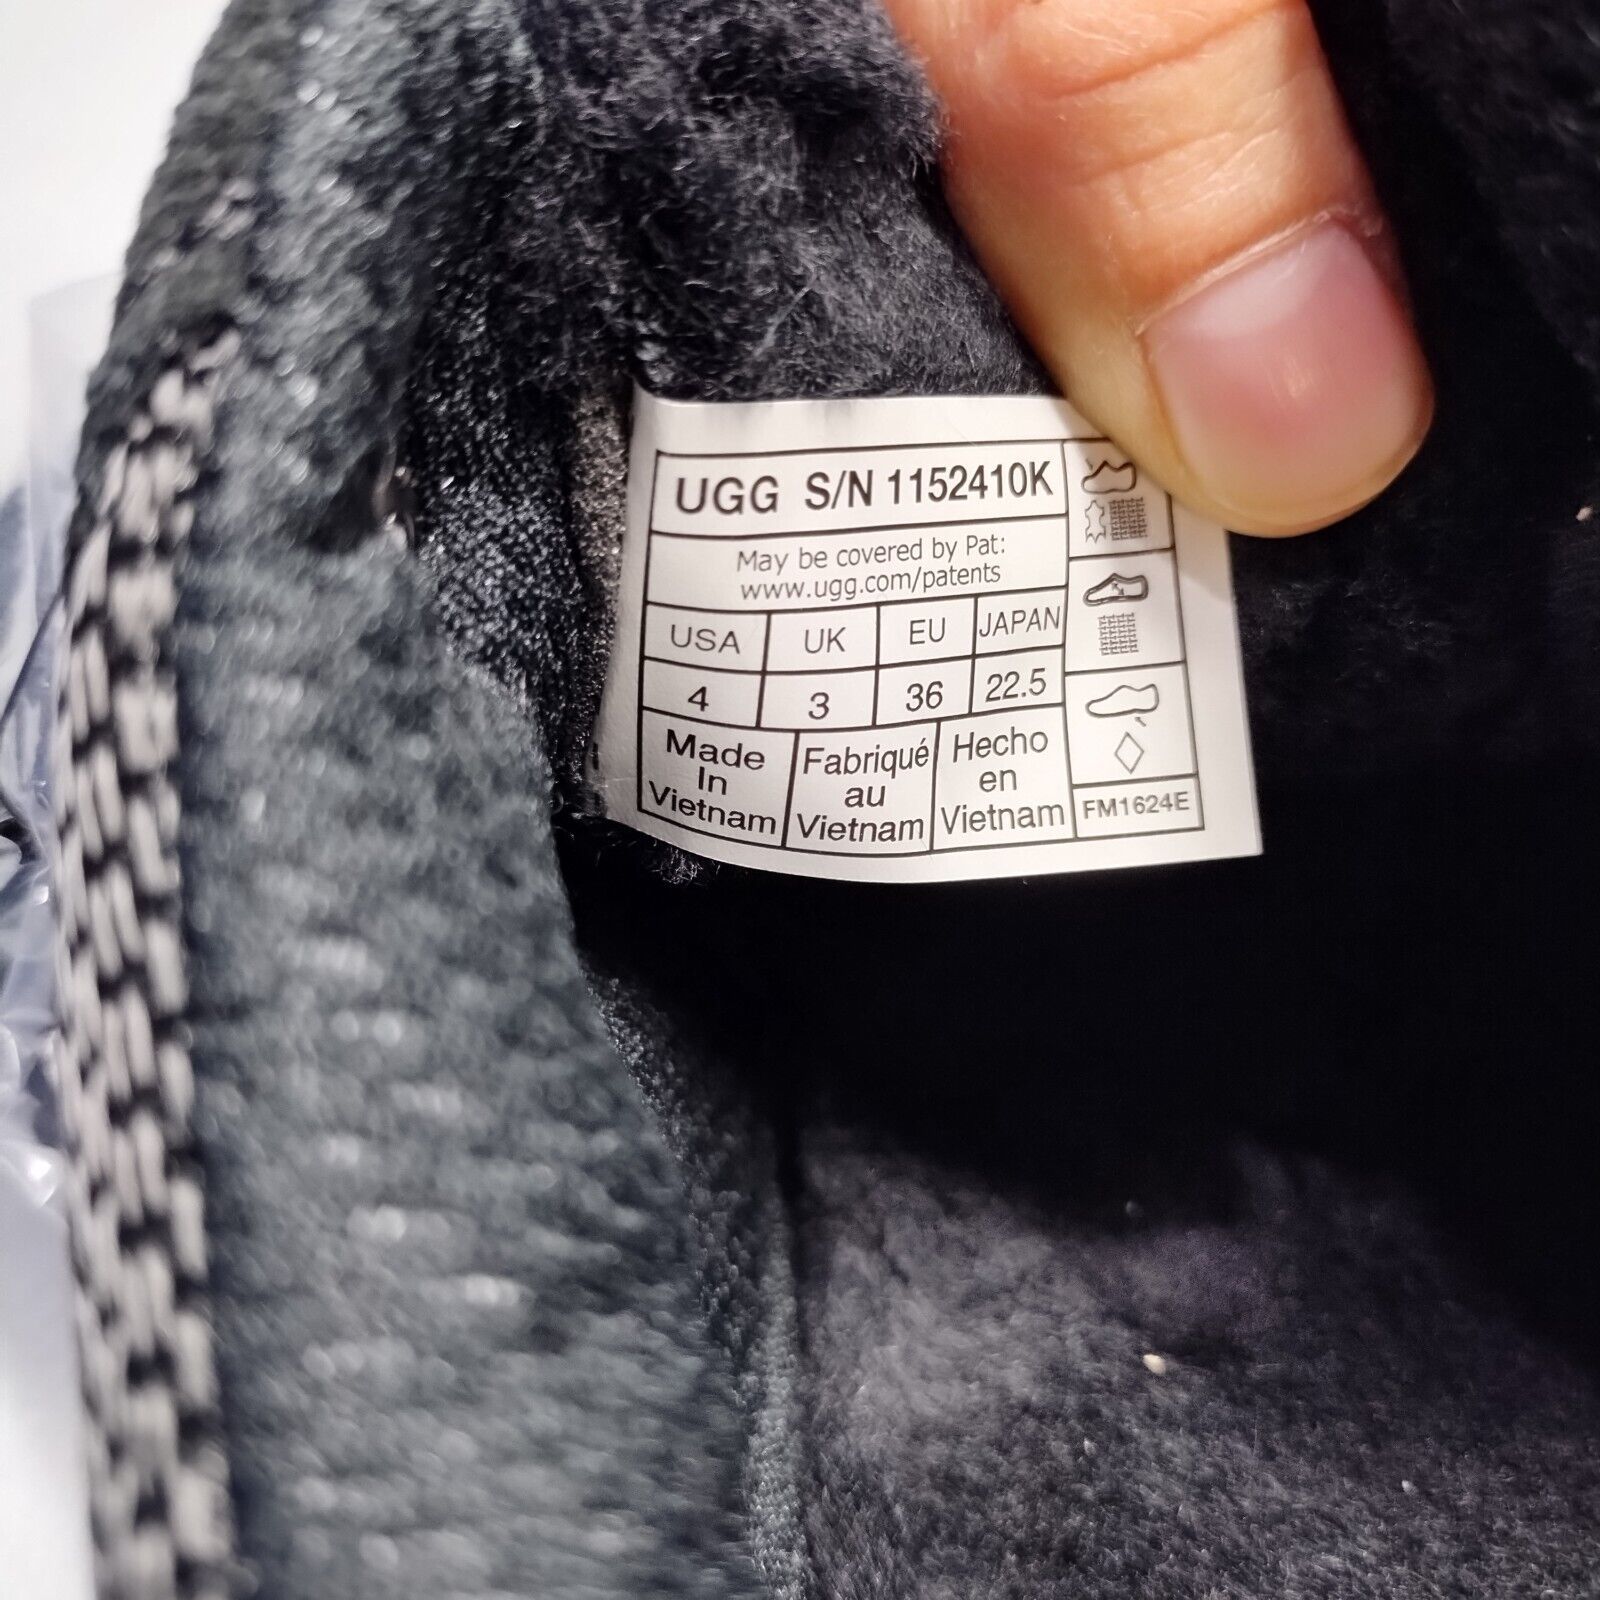 UGG S/N 1152410K
May be covered by Pat:
www.ugg.com/patents
USA UK EU JAPAN
4 3 36 22.5
Made In Vietnam
Fabriqué au Vietnam
Hecho en Vietnam
FM1624E